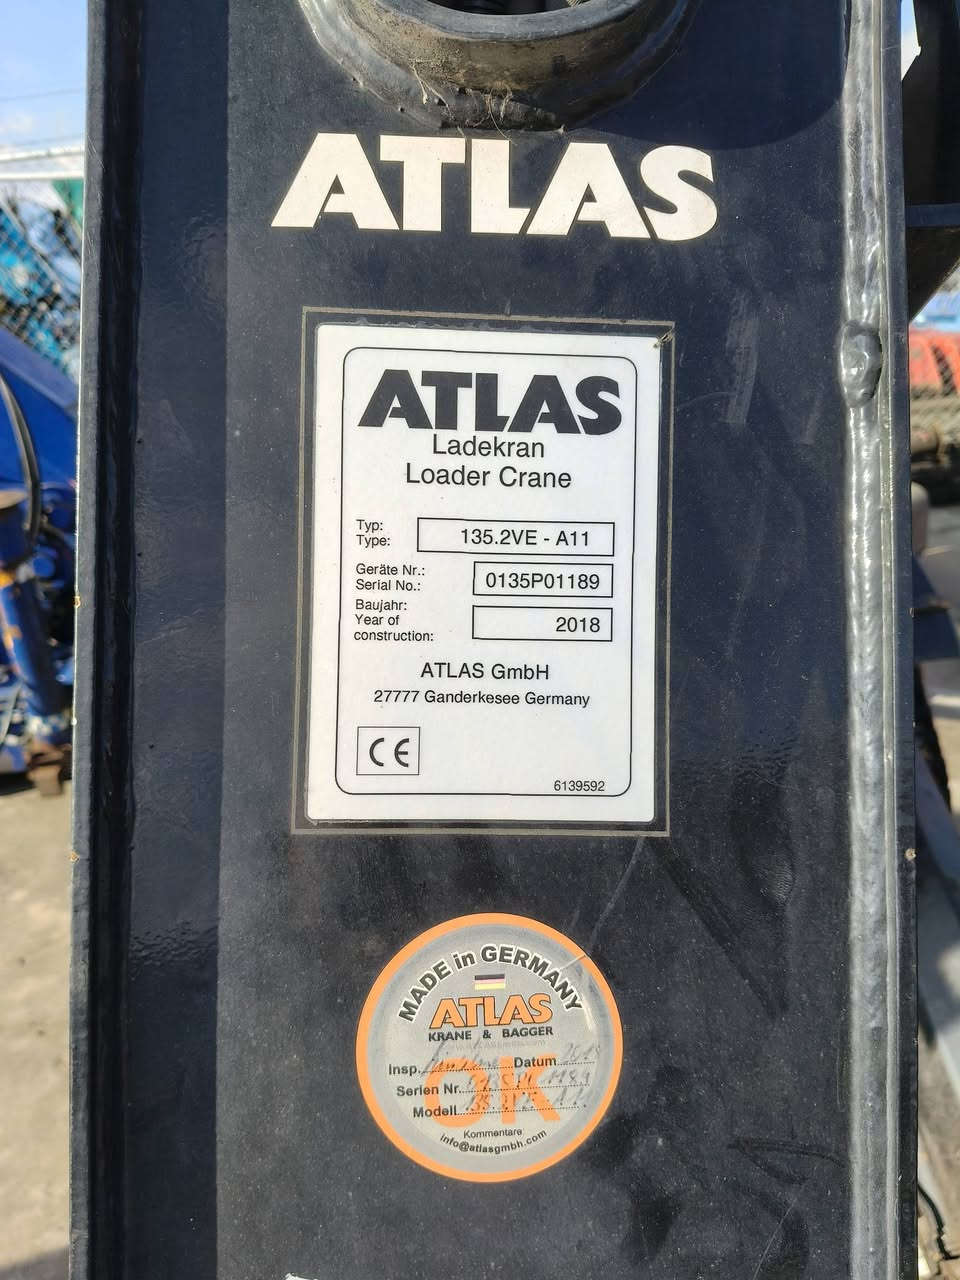 ATLAS
ATLAS
Ladekran
Loader Crane
Typ:
Type: 135.2VE - A11
Geräte Nr.:
Serial No.: 0135P01189
Baujahr:
Year of
construction: 2018
ATLAS GmbH
27777 Ganderkesee Germany
CE
6139592
MADE in GERMANY
ATLAS
KRANE & BAGGER
Insp. Datum
Serien Nr.
Modell
OK
Kommentare:
info@atlasgmbh.com